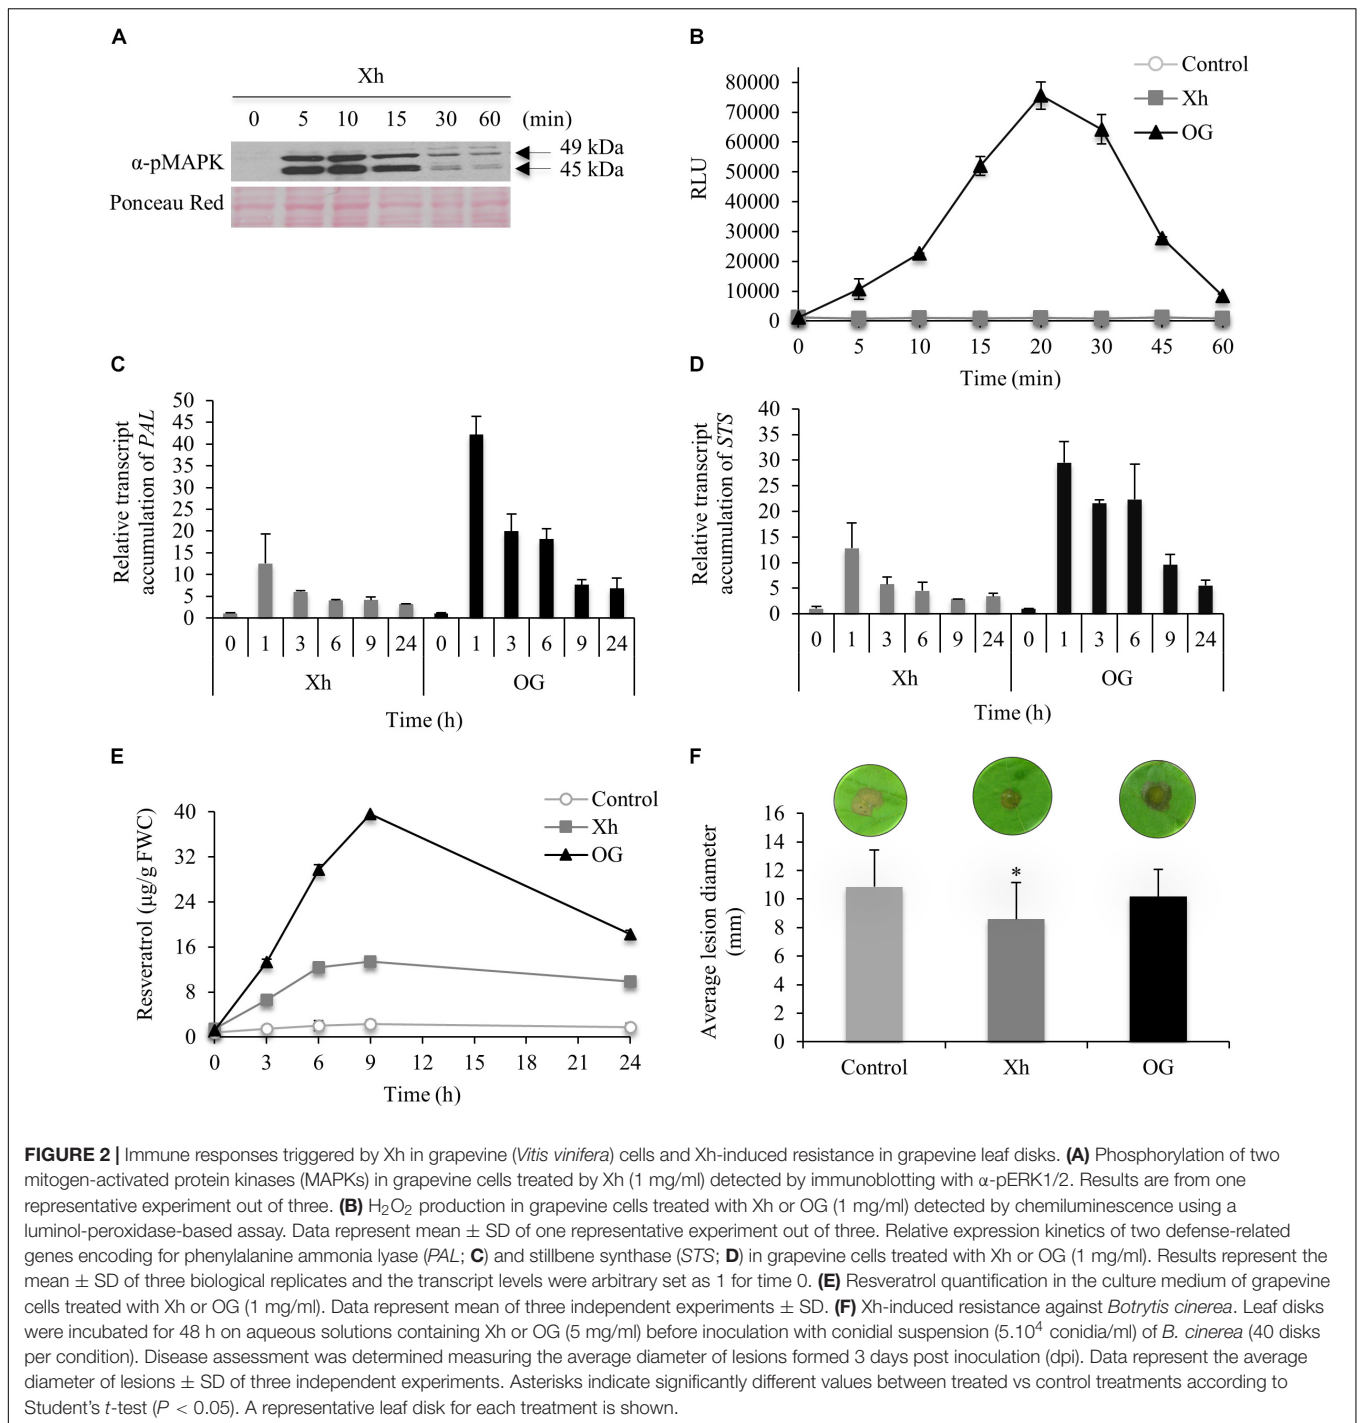 A
Xh
0 5 10 15 30 60 (min)
α-pMAPK
49 kDa
45 kDa
Ponceau Red
B
Control
Xh
OG
80000
70000
60000
50000
40000
30000
20000
10000
0
RLU
0 5 10 15 20 30 45 60
Time (min)
C
50
45
40
35
30
25
20
15
10
5
0
Relative transcript
accumulation of PAL
0 1 3 6 9 24 0 1 3 6 9 24
Xh OG
Time (h)
D
40
35
30
25
20
15
10
5
0
Relative transcript
accumulation of STS
0 1 3 6 9 24 0 1 3 6 9 24
Xh OG
Time (h)
E
Control
Xh
OG
40
32
24
16
8
0
Resveratrol (µg/g FWC)
0 3 6 9 12 15 18 21 24
Time (h)
F
16
14
12
10
8
6
4
2
0
Average lesion diameter
(mm)
*
Control Xh OG
FIGURE 2 | Immune responses triggered by Xh in grapevine (Vitis vinifera) cells and Xh-induced resistance in grapevine leaf disks. (A) Phosphorylation of two
mitogen-activated protein kinases (MAPKs) in grapevine cells treated by Xh (1 mg/ml) detected by immunoblotting with α-pERK1/2. Results are from one
representative experiment out of three. (B) H₂O₂ production in grapevine cells treated with Xh or OG (1 mg/ml) detected by chemiluminescence using a
luminol-peroxidase-based assay. Data represent mean ± SD of one representative experiment out of three. Relative expression kinetics of two defense-related
genes encoding for phenylalanine ammonia lyase (PAL; C) and stillbene synthase (STS; D) in grapevine cells treated with Xh or OG (1 mg/ml). Results represent the
mean ± SD of three biological replicates and the transcript levels were arbitrary set as 1 for time 0. (E) Resveratrol quantification in the culture medium of grapevine
cells treated with Xh or OG (1 mg/ml). Data represent mean of three independent experiments ± SD. (F) Xh-induced resistance against Botrytis cinerea. Leaf disks
were incubated for 48 h on aqueous solutions containing Xh or OG (5 mg/ml) before inoculation with conidial suspension (5.10⁴ conidia/ml) of B. cinerea (40 disks
per condition). Disease assessment was determined measuring the average diameter of lesions formed 3 days post inoculation (dpi). Data represent the average
diameter of lesions ± SD of three independent experiments. Asterisks indicate significantly different values between treated vs control treatments according to
Student's t-test (P < 0.05). A representative leaf disk for each treatment is shown.